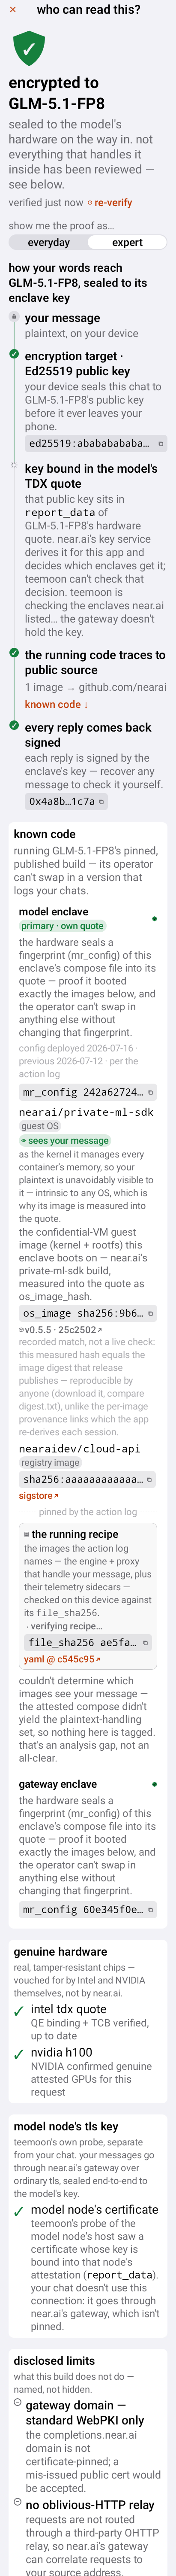 × who can read this?
encrypted to
GLM-5.1-FP8
sealed to the model's
hardware on the way in. not
everything that handles it
inside has been reviewed —
see below.
verified just now re-verify
show me the proof as…
everyday expert
how your words reach
GLM-5.1-FP8, sealed to its
enclave key
your message
plaintext, on your device
encryption target ·
Ed25519 public key
your device seals this chat to
GLM-5.1-FP8's public key
before it ever leaves your
phone.
ed25519:abababababa…
key bound in the model's
TDX quote
that public key sits in
report_data of
GLM-5.1-FP8's hardware
quote. near.ai's key service
derives it for this app and
decides which enclaves get it;
teemoon can't check that
decision. teemoon is
checking the enclaves near.ai
listed… the gateway doesn't
hold the key.
the running code traces to
public source
1 image → github.com/nearai
known code ↓
every reply comes back
signed
each reply is signed by the
enclave's key — recover any
message to check it yourself.
0x4a8b…1c7a
known code
running GLM-5.1-FP8's pinned,
published build — its operator
can't swap in a version that
logs your chats.
model enclave
primary · own quote
the hardware seals a
fingerprint (mr_config) of this
enclave's compose file into its
quote — proof it booted
exactly the images below, and
the operator can't swap in
anything else without
changing that fingerprint.
config deployed 2026-07-16 ·
previous 2026-07-12 · per the
action log
mr_config 242a62724…
nearai/private-ml-sdk
guest OS
sees your message
as the kernel it manages every
container's memory, so your
plaintext is unavoidably visible to
it — intrinsic to any OS, which is
why its image is measured into
the quote.
the confidential-VM guest
image (kernel + rootfs) this
enclave boots on — near.ai's
private-ml-sdk build,
measured into the quote as
os_image_hash.
os_image sha256:9b6…
v0.5.5 · 25c2502↗
recorded match, not a live check:
this measured hash equals the
image digest that release
publishes — reproducible by
anyone (download it, compare
digest.txt), unlike the per-image
provenance links which the app
re-derives each session.
nearaidev/cloud-api
registry image
sha256:aaaaaaaaaaaa…
sigstore↗
pinned by the action log
the running recipe
the images the action log
names — the engine + proxy
that handle your message, plus
their telemetry sidecars —
checked on this device against
its file_sha256.
· verifying recipe…
file_sha256 ae5fa…
yaml @ c545c95↗
couldn't determine which
images see your message —
the attested compose didn't
yield the plaintext-handling
set, so nothing here is tagged.
that's an analysis gap, not an
all-clear.
gateway enclave
the hardware seals a
fingerprint (mr_config) of this
enclave's compose file into its
quote — proof it booted
exactly the images below, and
the operator can't swap in
anything else without
changing that fingerprint.
mr_config 60e345f0e…
genuine hardware
real, tamper-resistant chips —
vouched for by Intel and NVIDIA
themselves, not by near.ai.
intel tdx quote
QE binding + TCB verified,
up to date
nvidia h100
NVIDIA confirmed genuine
attested GPUs for this
request
model node's tls key
teemoon's own probe, separate
from your chat. your messages go
through near.ai's gateway over
ordinary tls, sealed end-to-end to
the model's key.
model node's certificate
teemoon's probe of the
model node's host saw a
certificate whose key is
bound into that node's
attestation (report_data).
your chat doesn't use this
connection: it goes through
near.ai's gateway, which isn't
pinned.
disclosed limits
what this build does not do —
named, not hidden.
gateway domain —
standard WebPKI only
the completions.near.ai
domain is not
certificate-pinned; a
mis-issued public cert would
be accepted.
no oblivious-HTTP relay
requests are not routed
through a third-party OHTTP
relay, so near.ai's gateway
can correlate requests to
your source address.